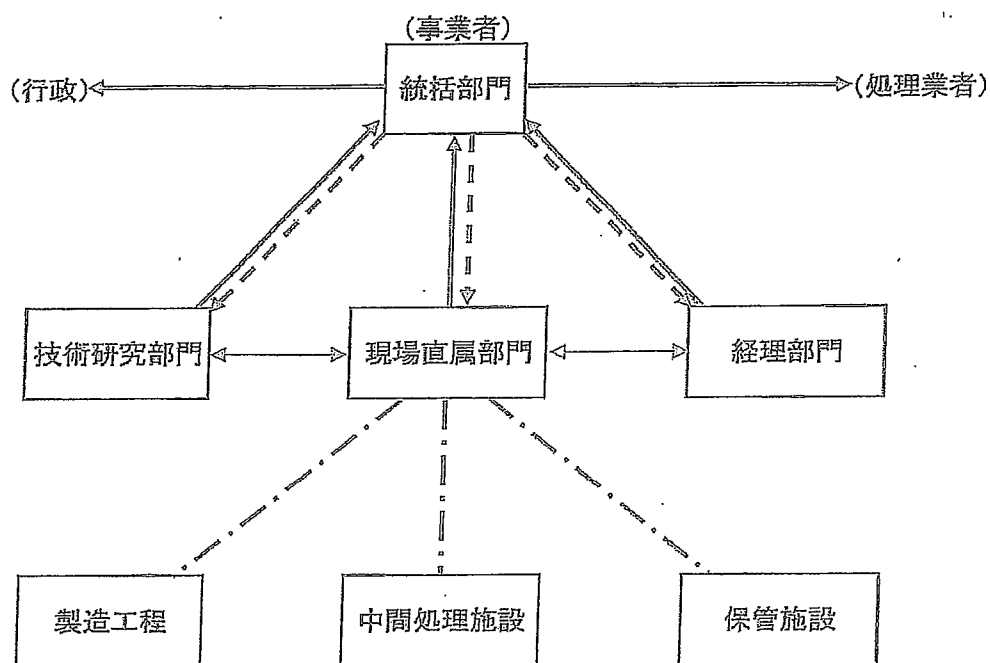 (事業者)
(行政)
統括部門
(処理業者)
技術研究部門
現場直属部門
経理部門
製造工程
中間処理施設
保管施設